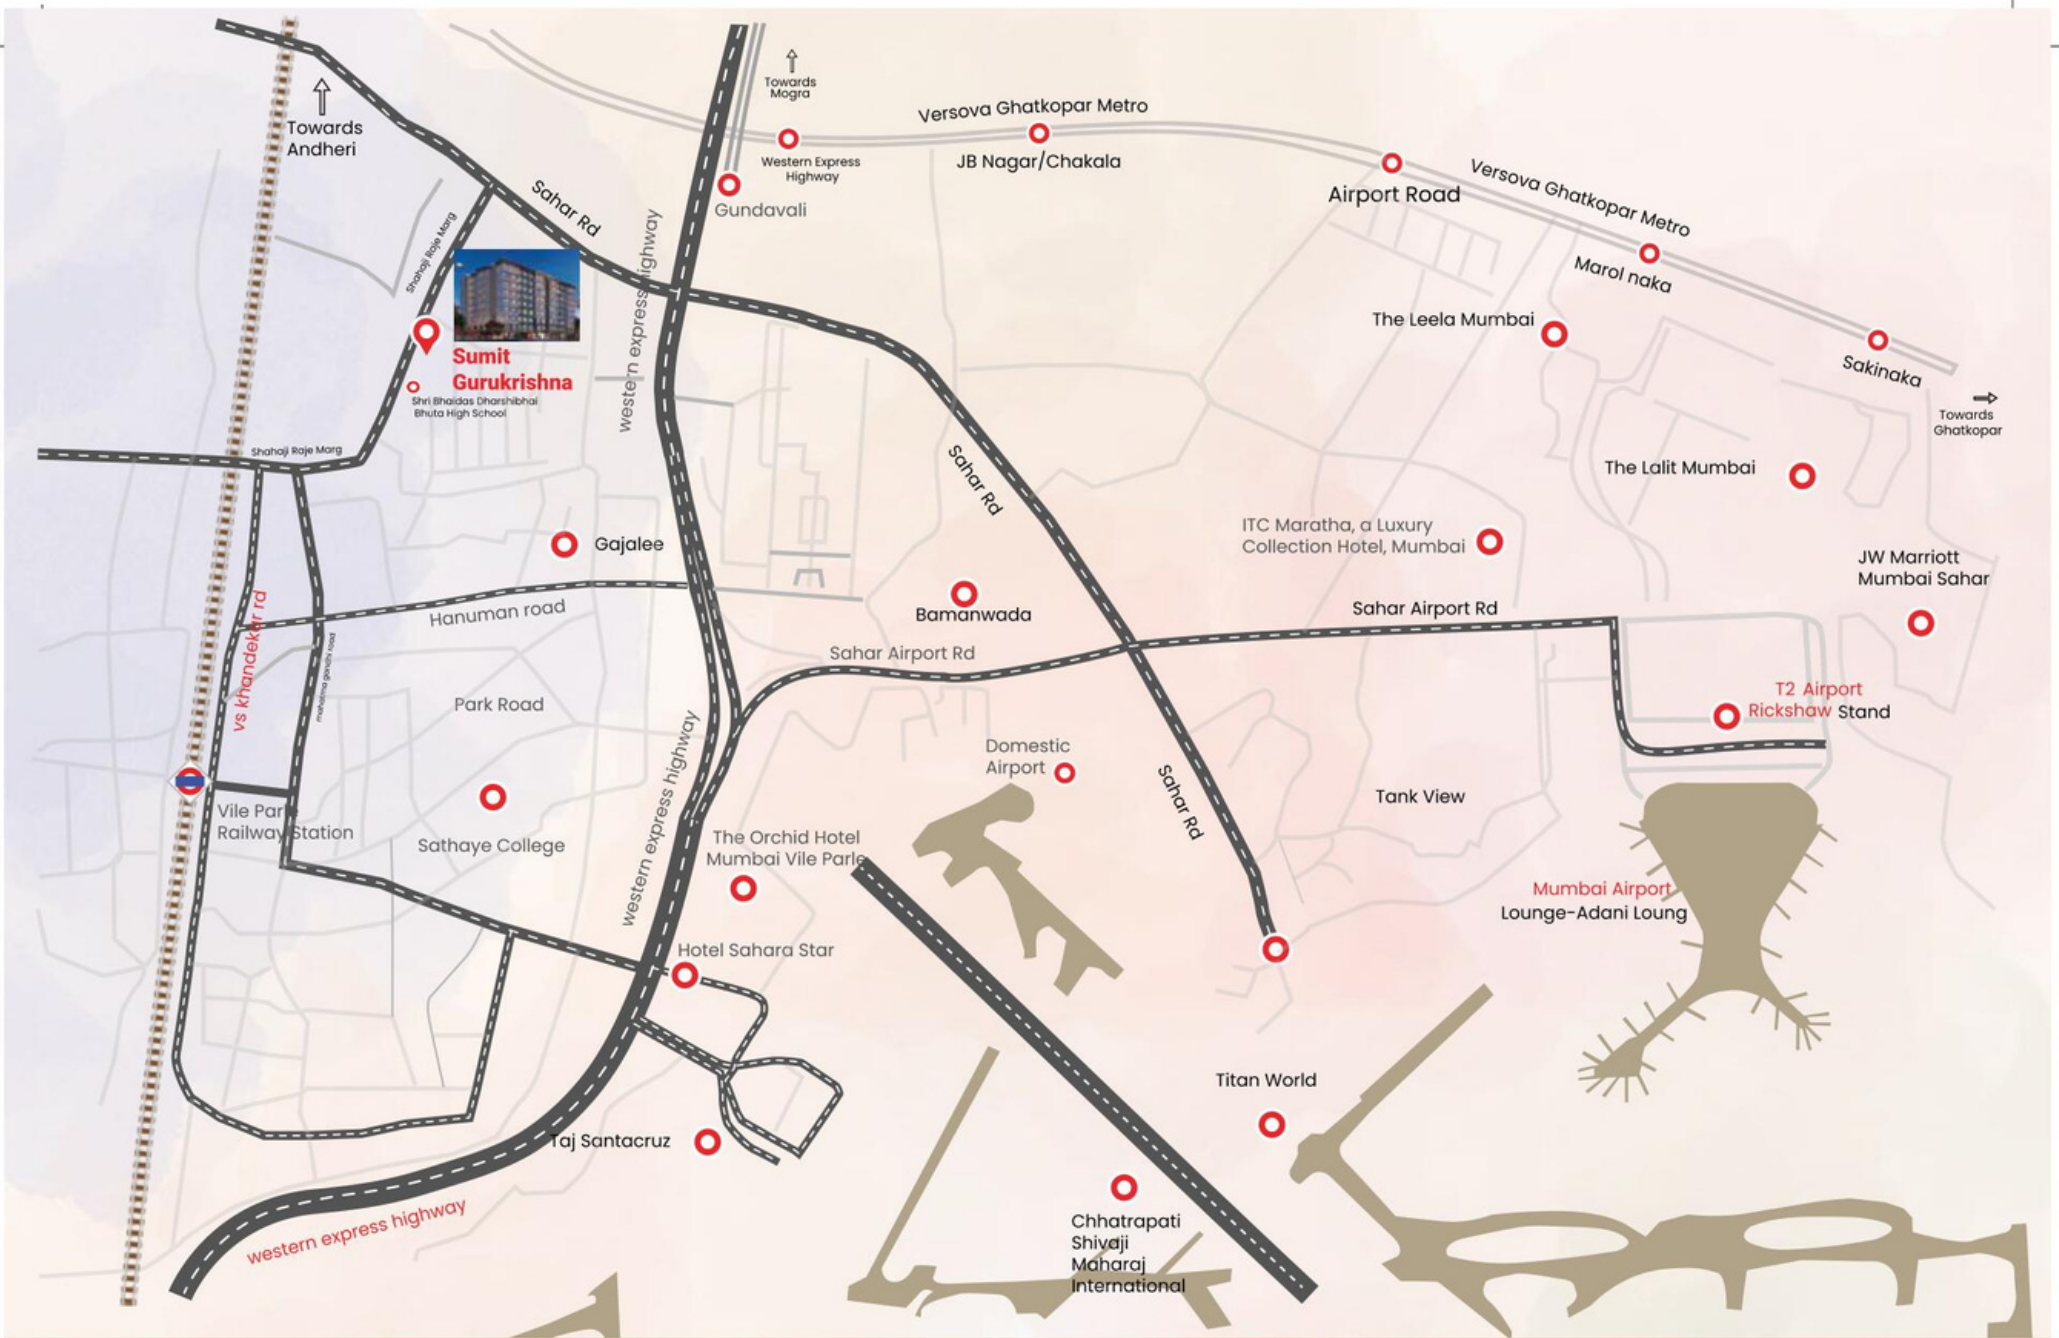 Towards
Mogra
Versova Ghatkopar Metro
Towards
Andheri
Western Express
Highway
JB Nagar/Chakala
Gundavali
Airport Road
Versova Ghatkopar Metro
Marol naka
Sakinaka
Towards
Ghatkopar
Sahar Rd
Shahaji Raje Marg
western express highway
Sumit
Gurukrishna
Shri Bhaidas Dharshibhai
Bhuta High School
Shahaji Raje Marg
The Leela Mumbai
The Lalit Mumbai
Sahar Rd
ITC Maratha, a Luxury
Collection Hotel, Mumbai
JW Marriott
Mumbai Sahar
Gajalee
Hanuman road
Bamanwada
Sahar Airport Rd
Sahar Airport Rd
vs khandekar rd
mahatma gandhi road
Park Road
T2 Airport
Rickshaw Stand
Domestic
Airport
Sahar Rd
Tank View
Vile Parle
Railway Station
Sathaye College
western express highway
The Orchid Hotel
Mumbai Vile Parle
Mumbai Airport
Lounge-Adani Loung
Hotel Sahara Star
Titan World
Taj Santacruz
western express highway
Chhatrapati
Shivaji
Maharaj
International